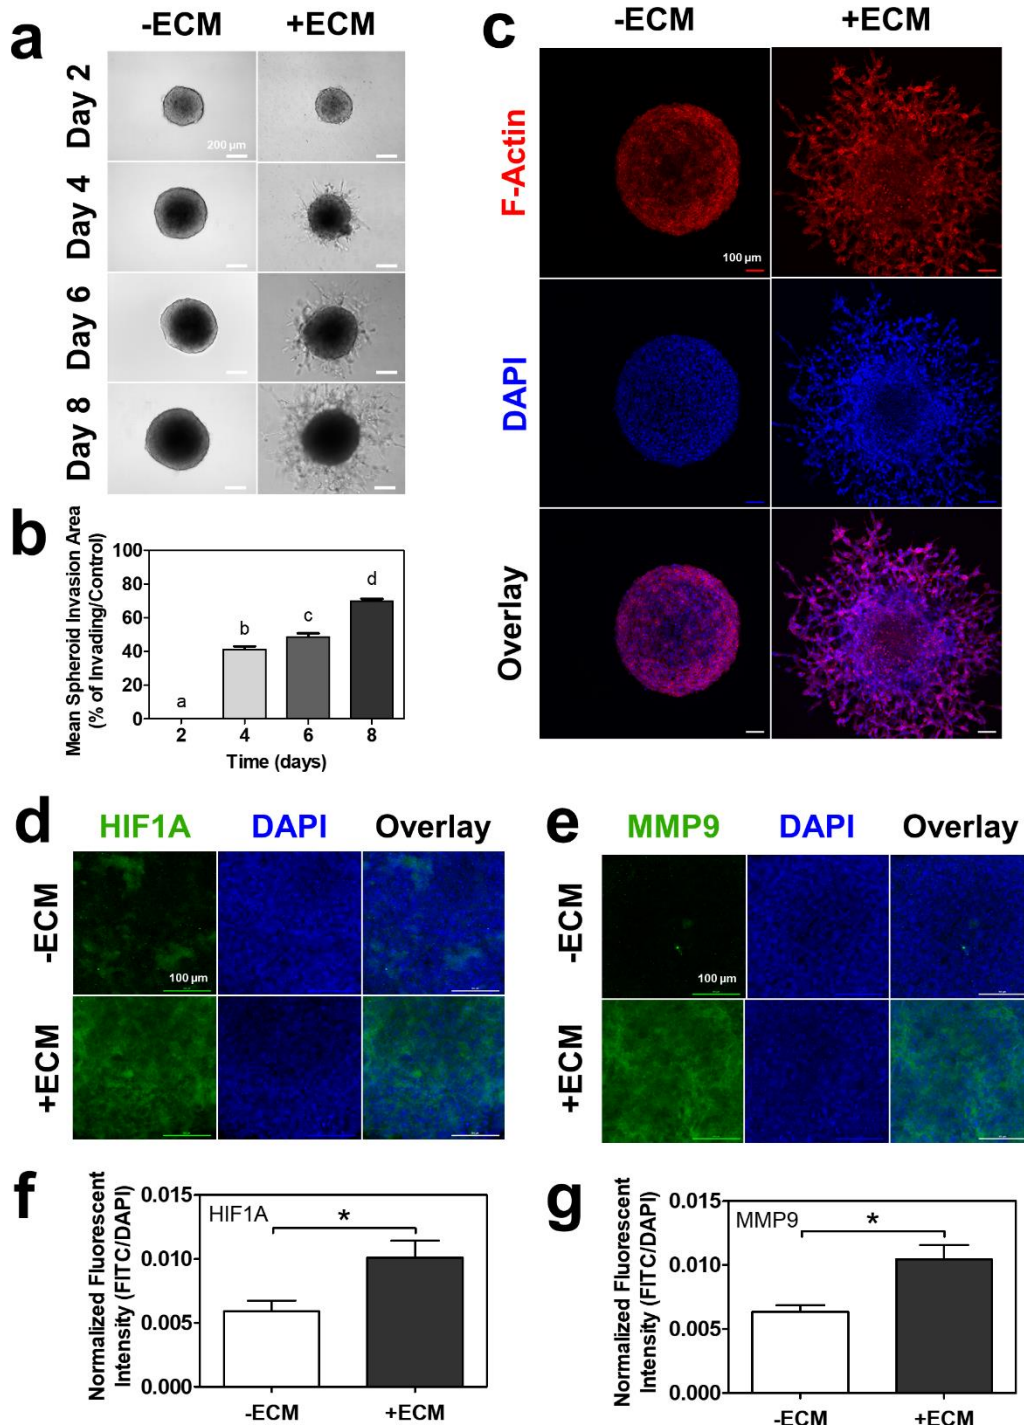 a
-ECM +ECM
Day 2
200 µm
Day 4
Day 6
Day 8
b
Mean Spheroid Invasion Area
(% of Invading/Control)
100
80
60
40
20
0
a
b
c
d
2 4 6 8
Time (days)
c
-ECM +ECM
F-Actin
100 µm
DAPI
Overlay
d
HIF1A DAPI Overlay
-ECM
100 µm
+ECM
e
MMP9 DAPI Overlay
-ECM
100 µm
+ECM
f
Normalized Fluorescent
Intensity (FITC/DAPI)
0.015
0.010
0.005
0.000
HIF1A
*
-ECM +ECM
g
Normalized Fluorescent
Intensity (FITC/DAPI)
0.015
0.010
0.005
0.000
MMP9
*
-ECM +ECM